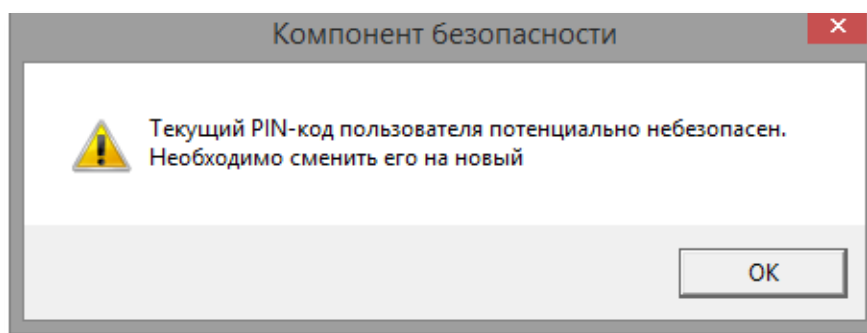 Компонент безопасности
Текущий PIN-код пользователя потенциально небезопасен.
Необходимо сменить его на новый
OK